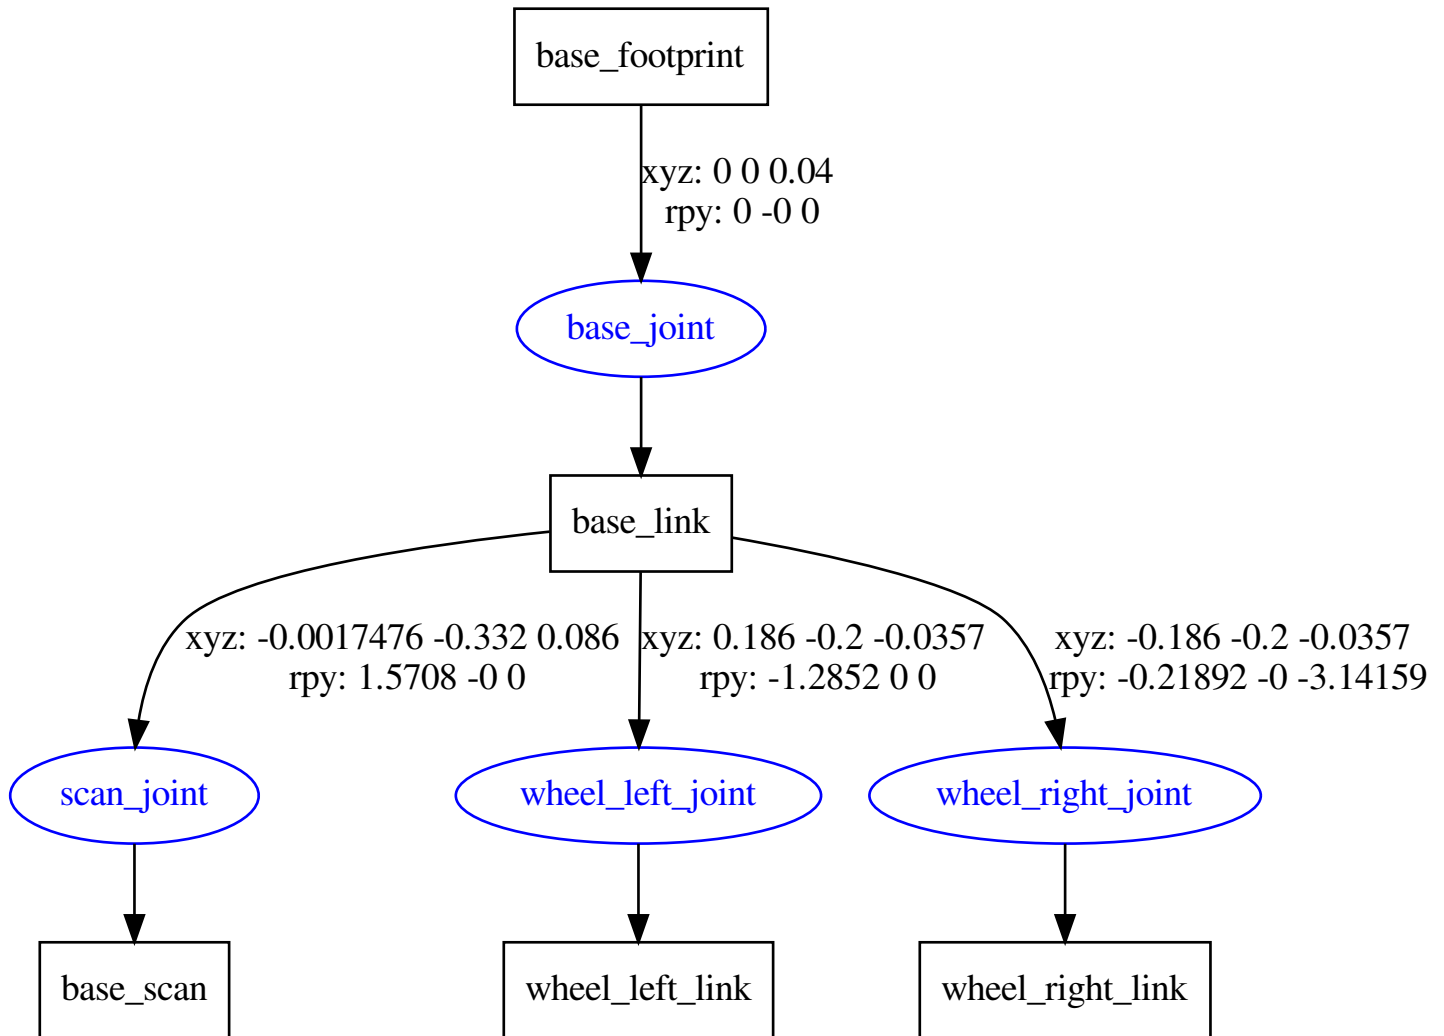 base_footprint
xyz: 0 0 0.04
rpy: 0 -0 0
base_joint
base_link
xyz: -0.0017476 -0.332 0.086
rpy: 1.5708 -0 0
xyz: 0.186 -0.2 -0.0357
rpy: -1.2852 0 0
xyz: -0.186 -0.2 -0.0357
rpy: -0.21892 -0 -3.14159
scan_joint
wheel_left_joint
wheel_right_joint
base_scan
wheel_left_link
wheel_right_link